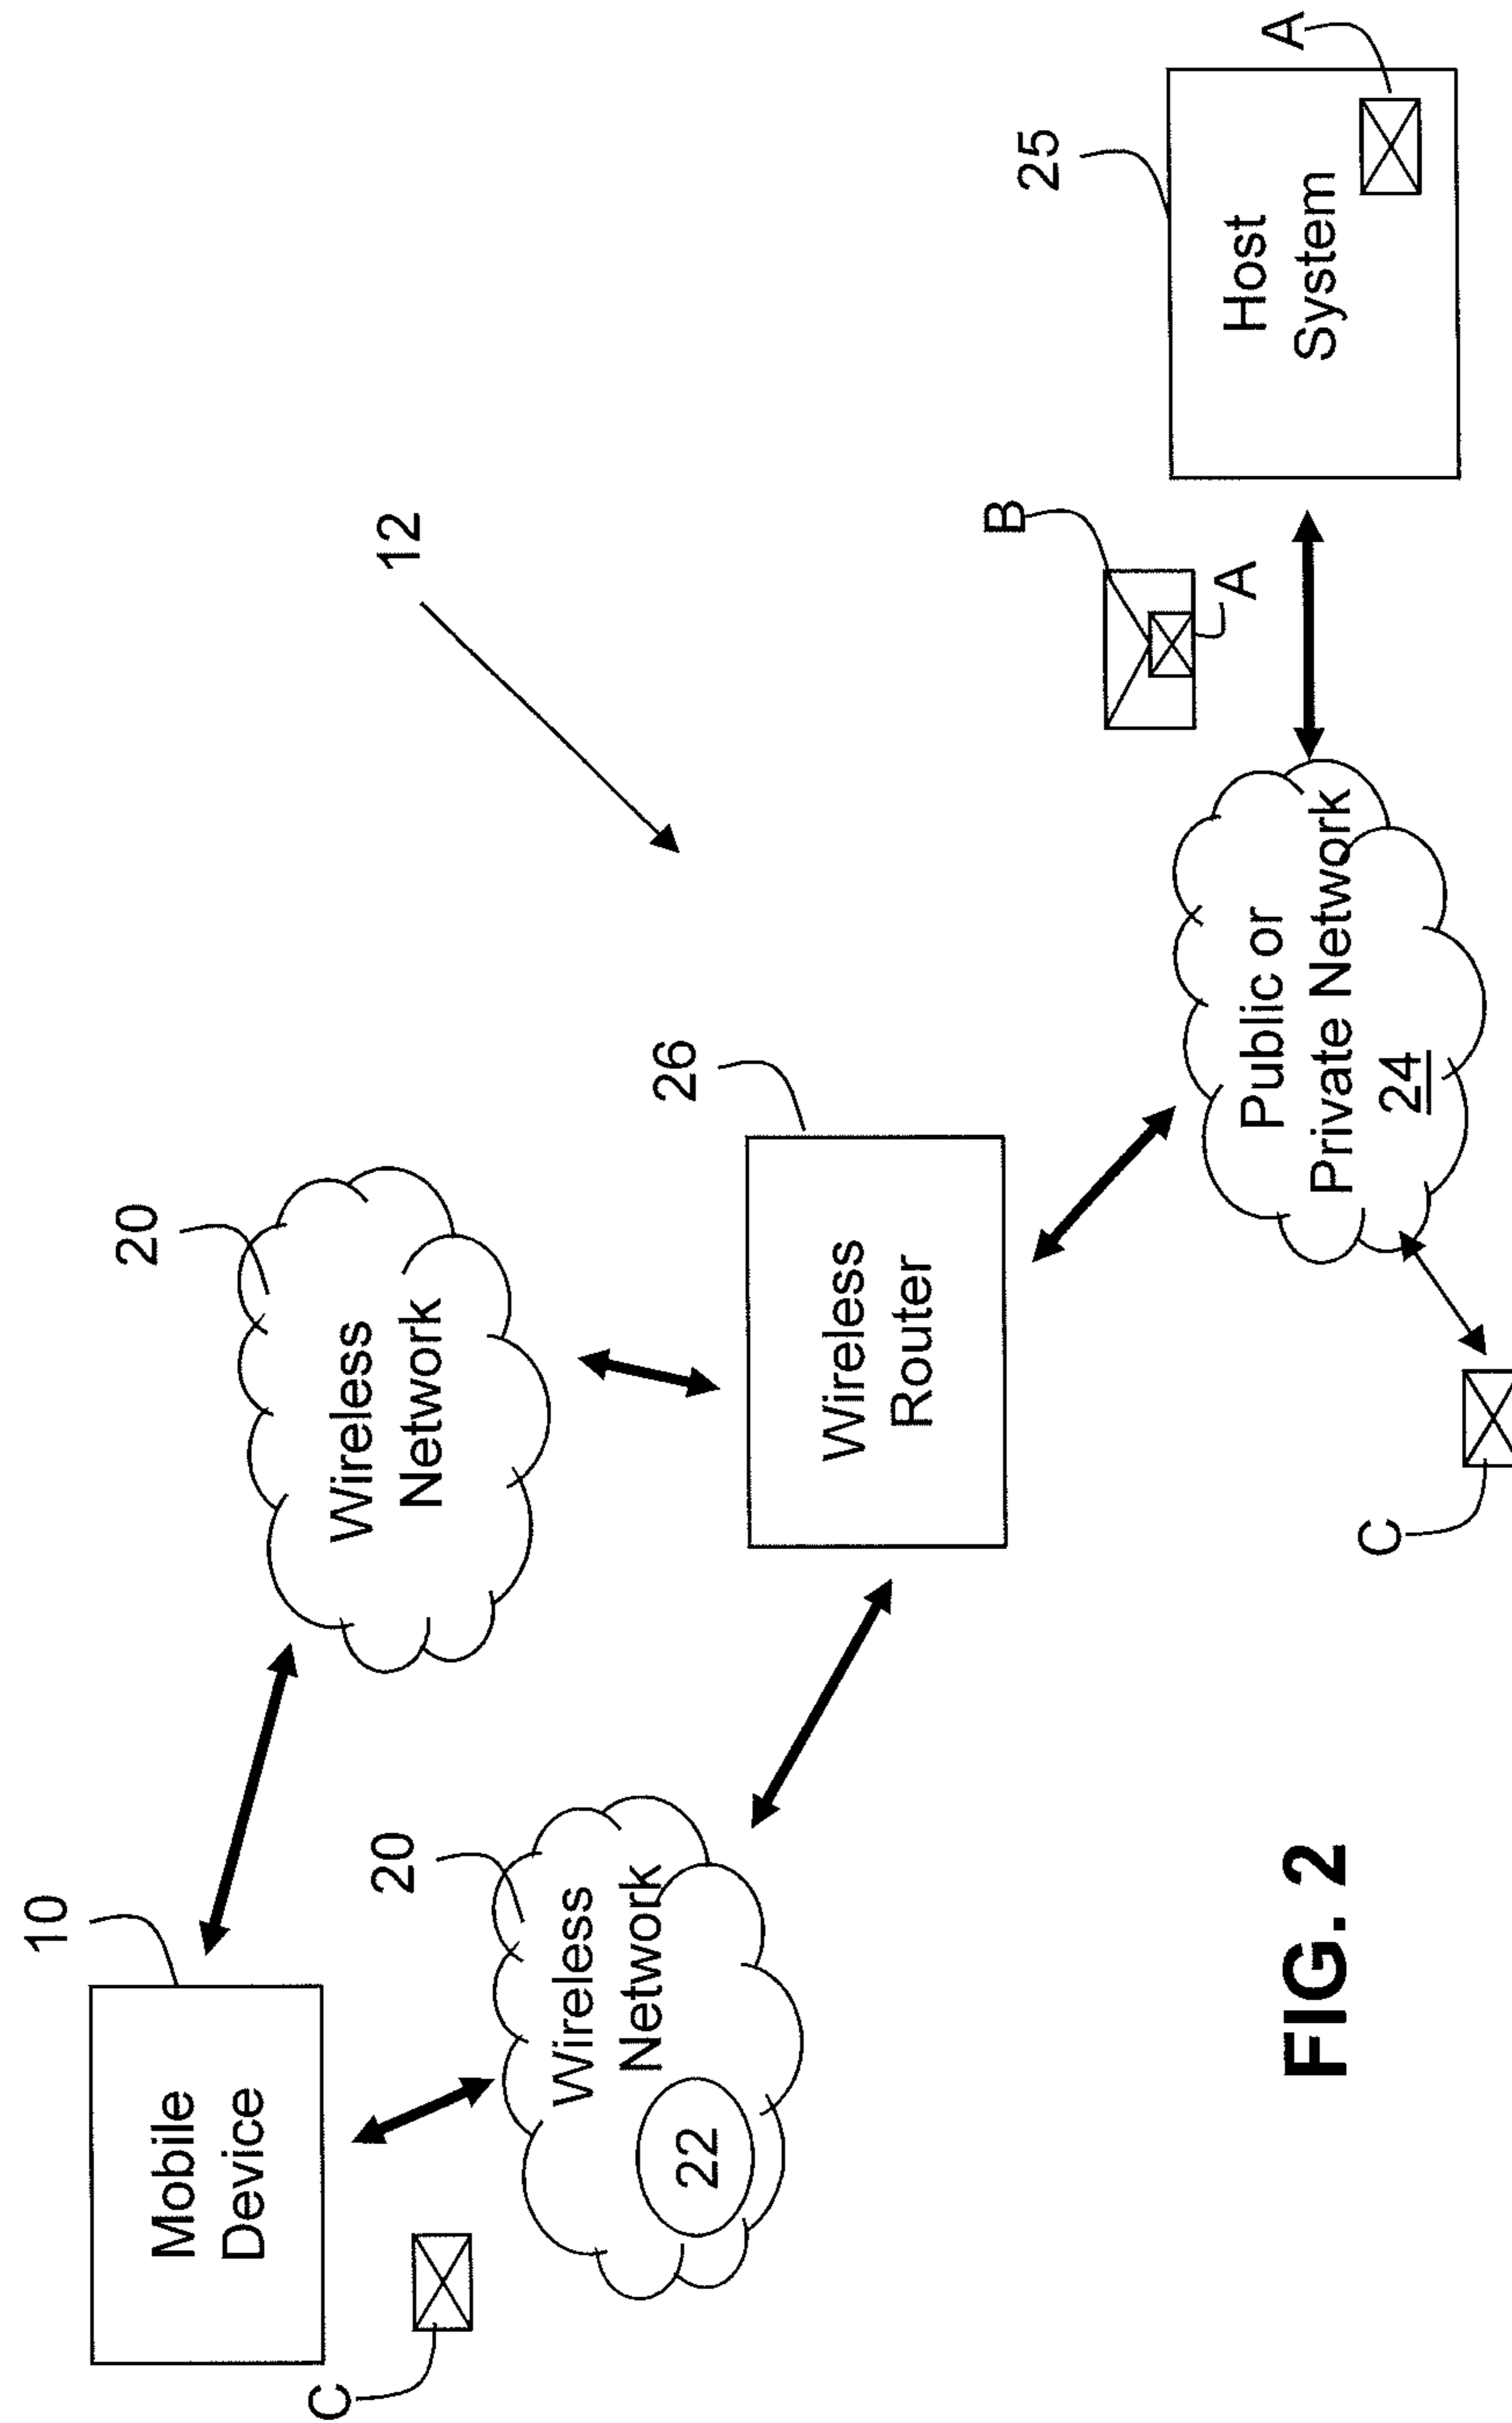 10
Mobile
Device
C
20
Wireless
Network
20
Wireless
Network
22
12
26
Wireless
Router
B
A
25
Host
System
A
Public or
Private Network
24
C
FIG. 2